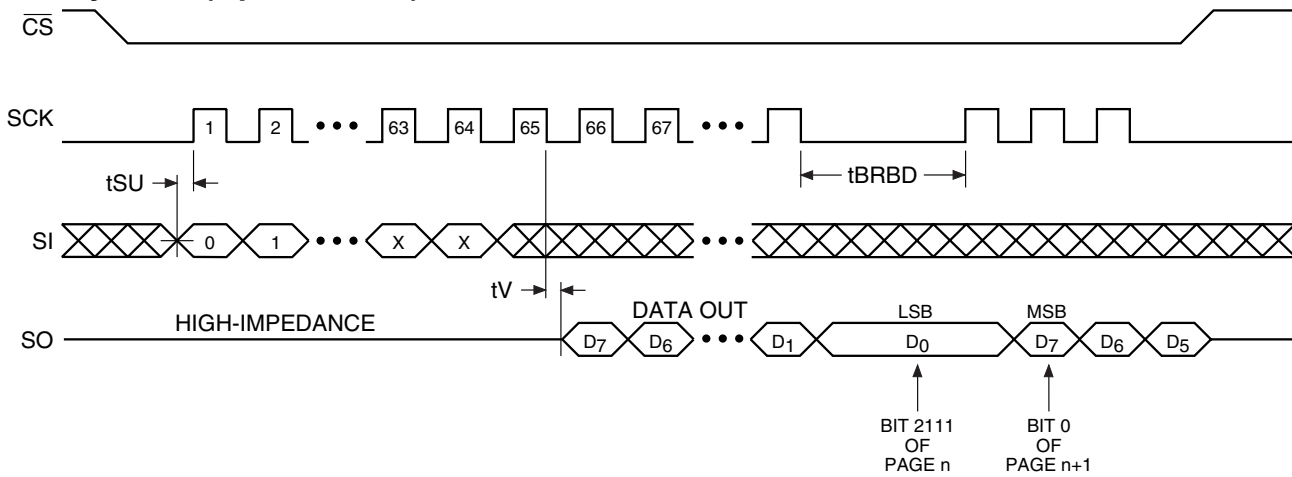 CS
SCK
1 2 ••• 63 64 65 66 67 •••
tSU
tBRBD
SI
0 1 ••• X X •••
tV
HIGH-IMPEDANCE
DATA OUT
LSB
MSB
SO
D7 D6 ••• D1 D0 D7 D6 D5
BIT 2111
OF
PAGE n
BIT 0
OF
PAGE n+1